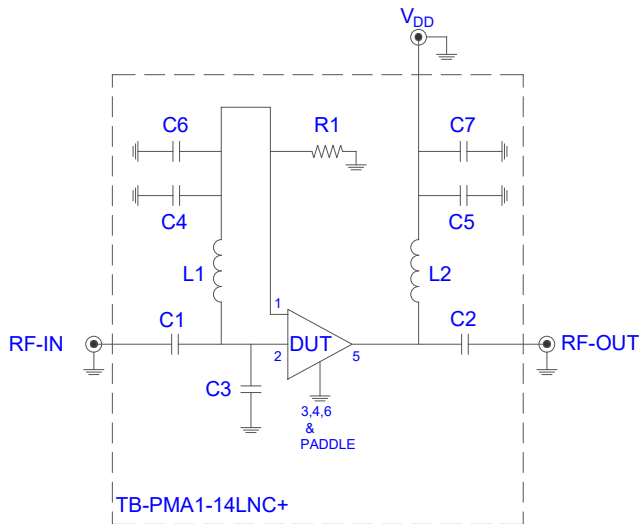 VDD
C6
R1
C7
C4
C5
L1
L2
1
RF-IN
C1
DUT
C2
RF-OUT
2
5
C3
3,4,6
&
PADDLE
TB-PMA1-14LNC+